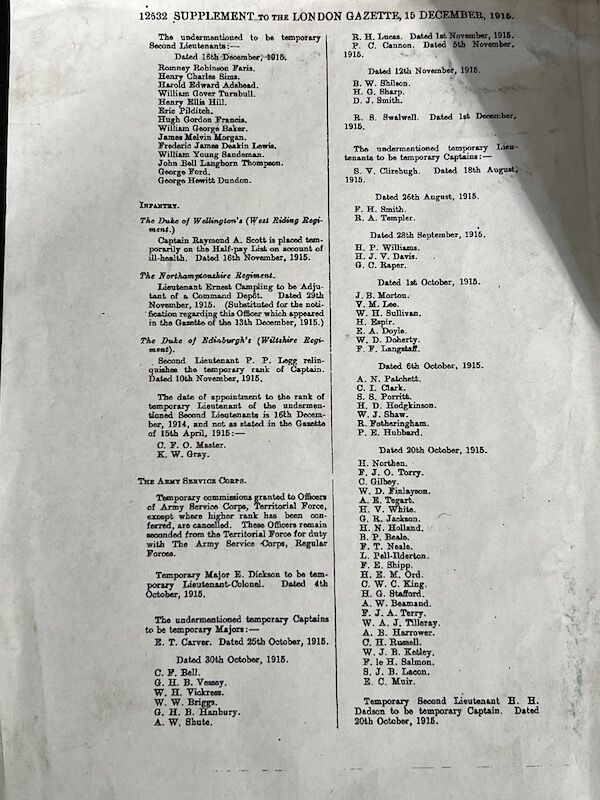 12532 SUPPLEMENT TO THE LONDON GAZETTE, 15 DECEMBER, 1915.
The undermentioned to be temporary
Second Lieutenants:—
Dated 16th December, 1915.
Romney Robinson Faris.
Henry Charles Sims.
Harold Edward Adshead.
William Gover Turnbull.
Henry Ellis Hill.
Eric Pilditch.
Hugh Gordon Francis.
William George Baker.
James Melvin Morgan.
Frederic James Deakin Lewis.
William Young Sandeman.
John Bell Langhorn Thompson.
George Ford.
George Hewitt Dundon.
INFANTRY.
The Duke of Wellington's (West Riding Regi-
ment.)
Captain Raymond A. Scott is placed tem-
porarily on the Half-pay List on account of
ill-health. Dated 16th November, 1915.
The Northamptonshire Regiment.
Lieutenant Ernest Campling to be Adju-
tant of a Command Depôt. Dated 29th
November, 1915. (Substituted for the noti-
fication regarding this Officer which appeared
in the Gazette of the 13th December, 1915.)
The Duke of Edinburgh's (Wiltshire Regi-
ment).
Second Lieutenant P. P. Legg relin-
quishes the temporary rank of Captain.
Dated 10th November, 1915.
The date of appointment to the rank of
temporary Lieutenant of the undermen-
tioned Second Lieutenants is 16th Decem-
ber, 1914, and not as stated in the Gazette
of 15th April, 1915:—
C. F. O. Master.
K. W. Gray.
THE ARMY SERVICE CORPS.
Temporary commissions granted to Officers
of Army Service Corps, Territorial Force,
except where higher rank has been con-
ferred, are cancelled. These Officers remain
seconded from the Territorial Force for duty
with The Army Service Corps, Regular
Forces.
Temporary Major E. Dickson to be tem-
porary Lieutenant-Colonel. Dated 4th
October, 1915.
The undermentioned temporary Captains
to be temporary Majors:—
E. T. Carver. Dated 25th October, 1915.
Dated 30th October, 1915.
C. F. Bell.
G. H. B. Vessey.
W. H. Vickress.
W. W. Briggs.
G. H. B. Hanbury.
A. W. Shute.
R. H. Lucas. Dated 1st November, 1915.
P. C. Cannon. Dated 5th November,
1915.
Dated 12th November, 1915.
B. W. Shilson.
H. G. Sharp.
D. J. Smith.
R. S. Swalwell. Dated 1st December,
1915.
The undermentioned temporary Lieu-
tenants to be temporary Captains:—
S. V. Clirehugh. Dated 18th August,
1915.
Dated 26th August, 1915.
F. H. Smith.
R. A. Templer.
Dated 28th September, 1915.
H. P. Williams.
H. J. V. Davis.
G. C. Raper.
Dated 1st October, 1915.
J. B. Morton.
V. M. Lee.
W. H. Sullivan.
H. Espir.
E. A. Doyle.
W. D. Doherty.
F. F. Langstaff.
Dated 6th October, 1915.
A. N. Patchett.
C. I. Clark.
S. S. Porritt.
H. D. Hodgkinson.
W. J. Shaw.
R. Fotheringham.
P. E. Hubbard.
Dated 20th October, 1915.
H. Northen.
F. J. O. Torry.
C. Gilbey.
W. D. Finlayson.
A. E. Tegart.
H. V. White.
G. R. Jackson.
H. N. Holland.
B. P. Beale.
F. T. Neale.
L. Pell-Ilderton.
F. E. Shipp.
H. E. M. Ord.
C. W. C. King.
H. G. Stafford.
A. W. Beamand.
F. J. A. Terry.
W. A. J. Tilleray.
A. B. Harrower.
C. H. Russell.
W. J. B. Ketley.
F. le H. Salmon.
S. J. B. Lacon.
E. C. Muir.
Temporary Second Lieutenant H. H.
Dadson to be temporary Captain. Dated
20th October, 1915.